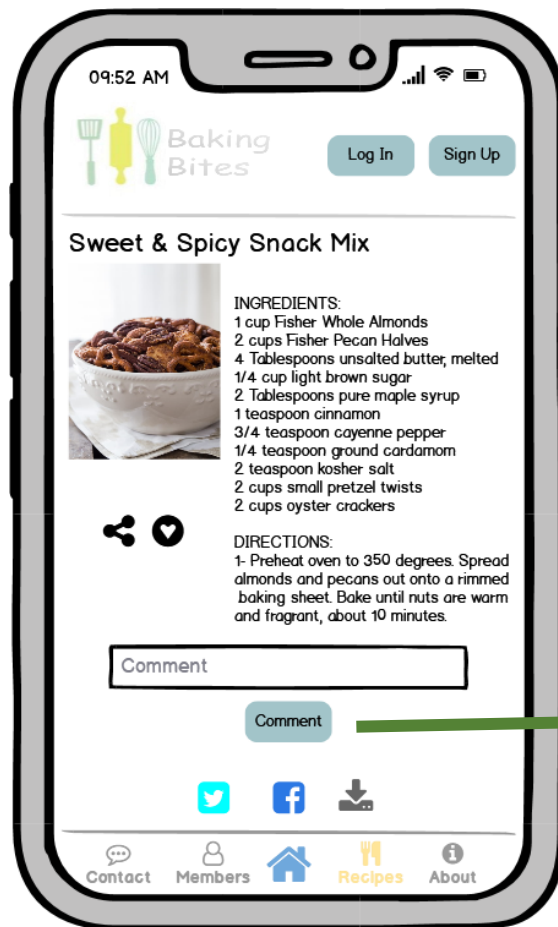 09:52 AM
Baking
Bites
Log In
Sign Up
Sweet & Spicy Snack Mix
INGREDIENTS:
1 cup Fisher Whole Almonds
2 cups Fisher Pecan Halves
4 Tablespoons unsalted butter, melted
1/4 cup light brown sugar
2 Tablespoons pure maple syrup
1 teaspoon cinnamon
3/4 teaspoon cayenne pepper
1/4 teaspoon ground cardamom
2 teaspoon kosher salt
2 cups small pretzel twists
2 cups oyster crackers
DIRECTIONS:
1- Preheat oven to 350 degrees. Spread
almonds and pecans out onto a rimmed
baking sheet. Bake until nuts are warm
and fragrant, about 10 minutes.
Comment
Comment
Contact
Members
Recipes
About